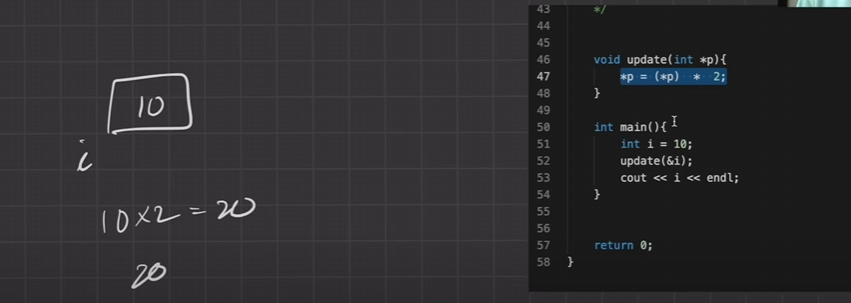 10
i
10 x 2 = 20
20
43 */
44
45
46 void update(int *p){
47 *p = (*p) * 2;
48 }
49
50 int main(){
51 int i = 10;
52 update(&i);
53 cout << i << endl;
54 }
55
56
57 return 0;
58 }